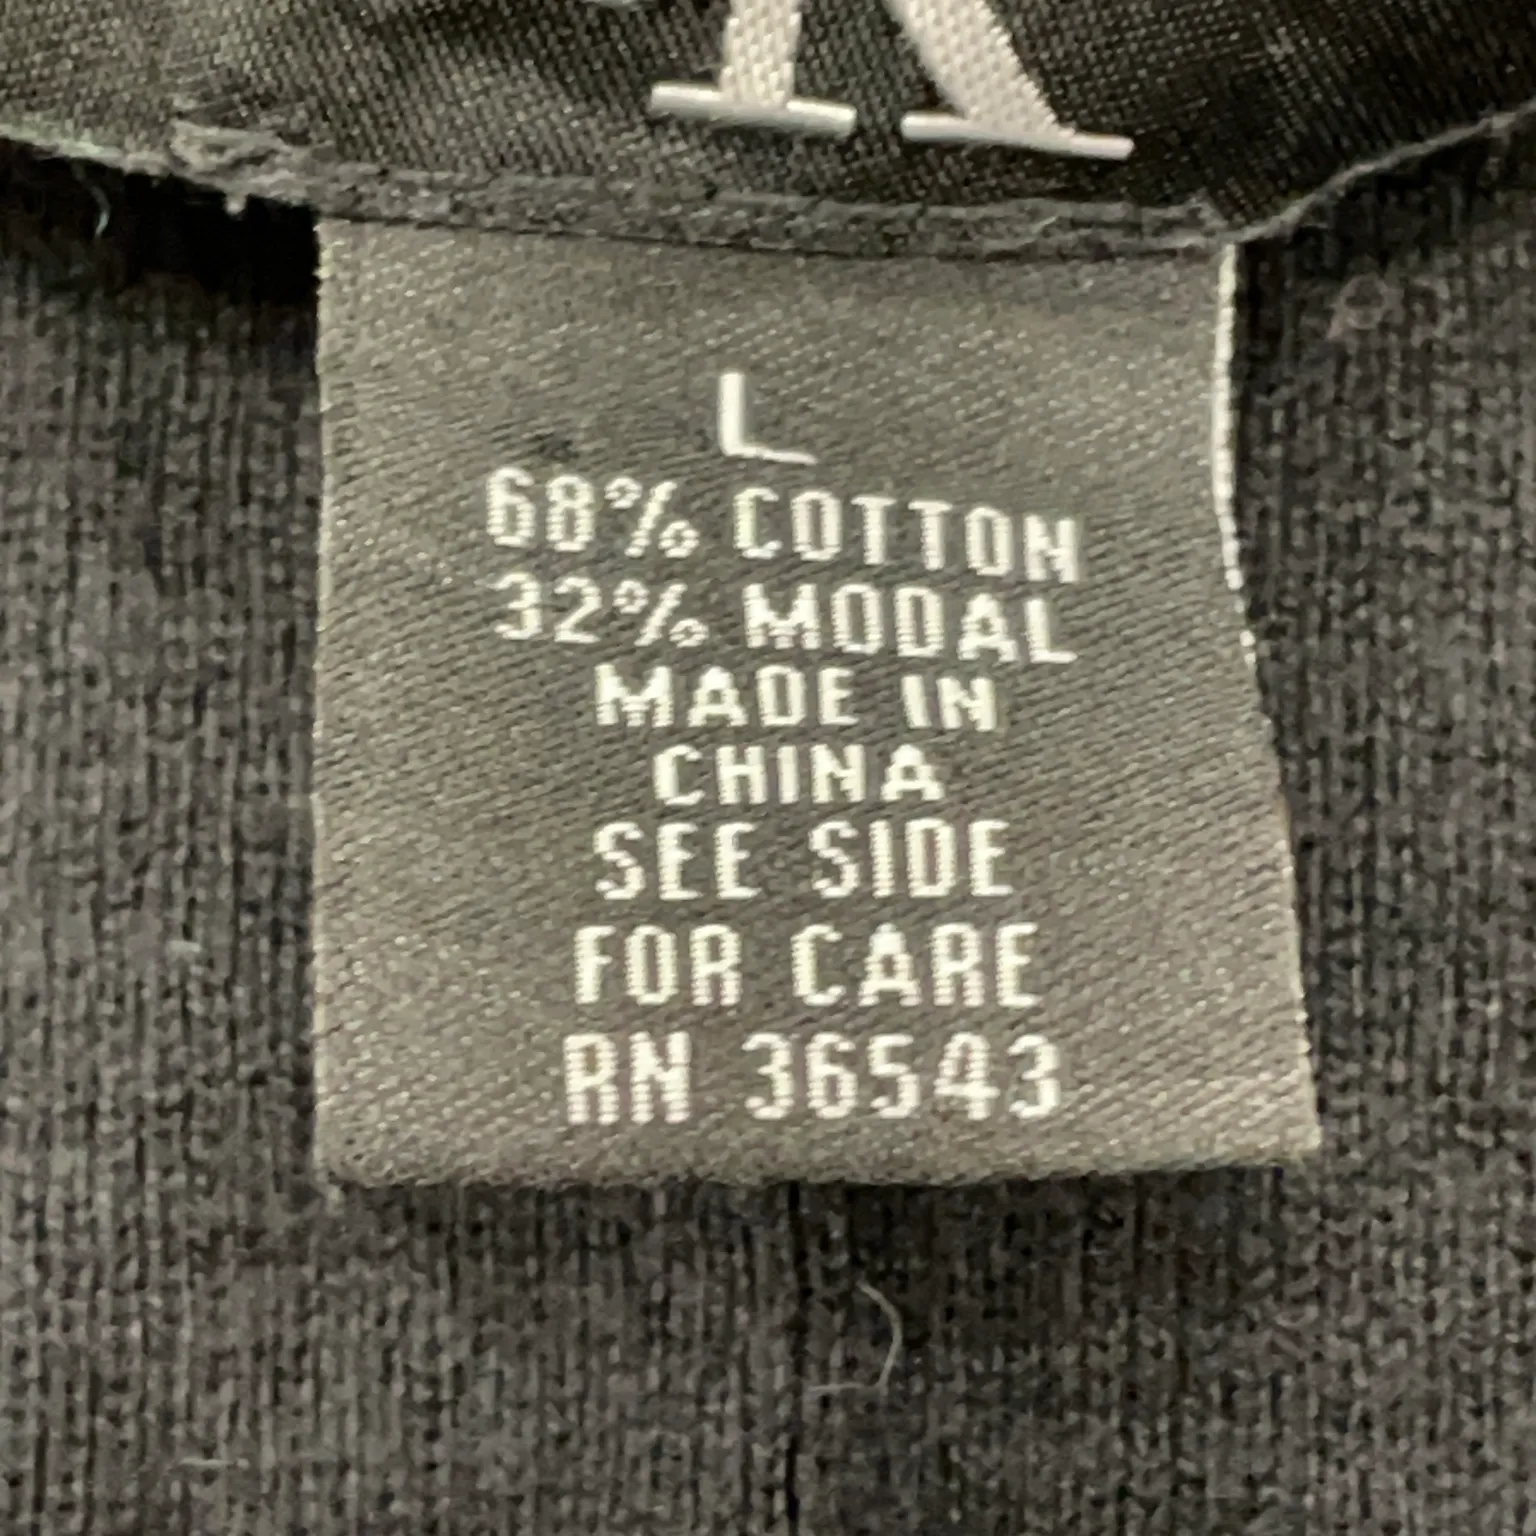 L
68% COTTON
32% MODAL
MADE IN
CHINA
SEE SIDE
FOR CARE
RN 36543